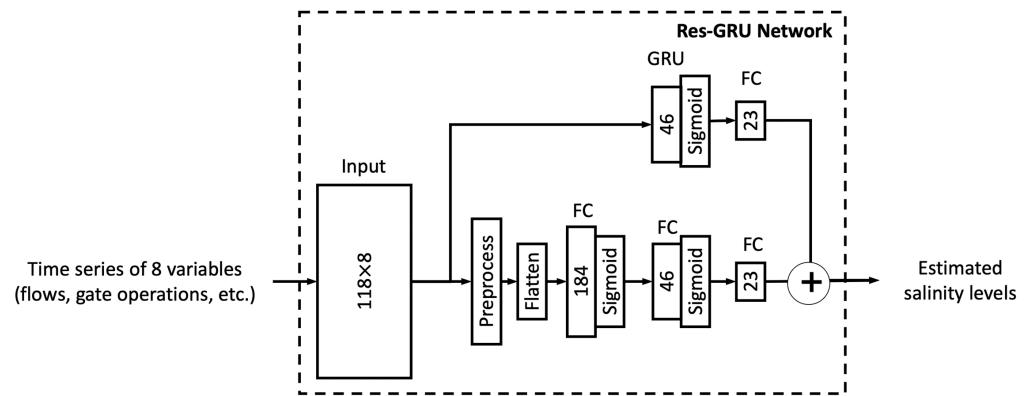 Res-GRU Network
GRU
FC
46
Sigmoid
23
Input
118×8
Time series of 8 variables
(flows, gate operations, etc.)
Preprocess
Flatten
FC
184
Sigmoid
FC
46
Sigmoid
FC
23
+
Estimated
salinity levels